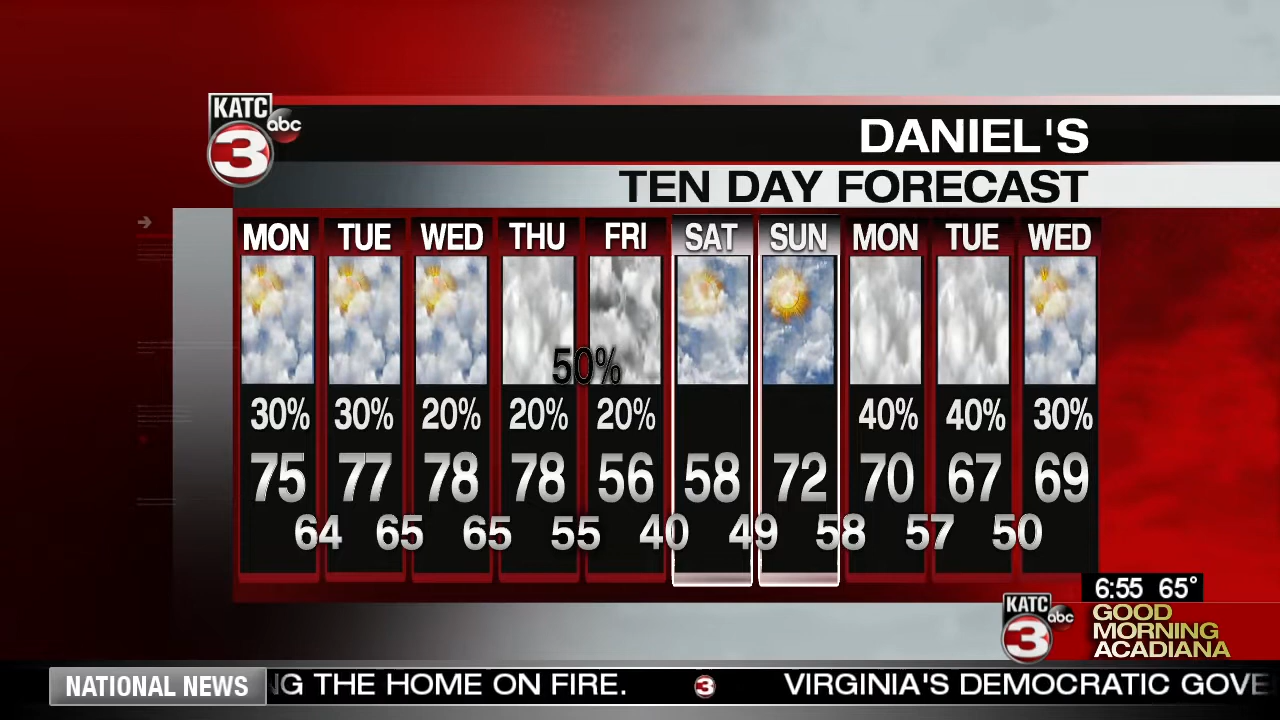 KATC
abc
3
DANIEL'S
TEN DAY FORECAST
MON TUE WED THU FRI SAT SUN MON TUE WED
50%
30% 30% 20% 20% 20% 40% 40% 30%
75 77 78 78 56 58 72 70 67 69
64 65 65 55 40 49 58 57 50
6:55 65°
KATC
abc
3
GOOD
MORNING
ACADIANA
NATIONAL NEWS
NG THE HOME ON FIRE. 3 VIRGINIA'S DEMOCRATIC GOVE